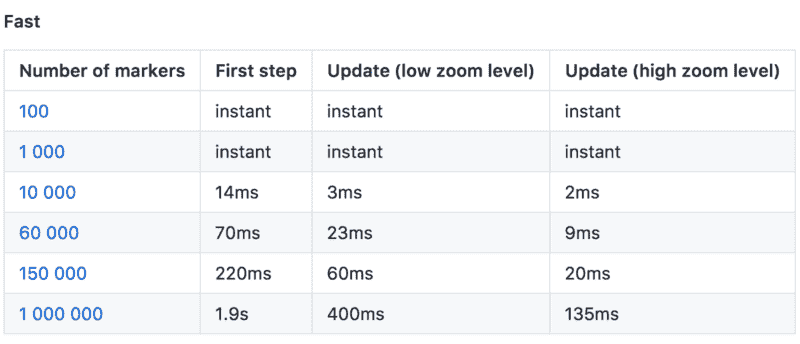 Fast
Number of markers First step Update (low zoom level) Update (high zoom level)
100 instant instant instant
1 000 instant instant instant
10 000 14ms 3ms 2ms
60 000 70ms 23ms 9ms
150 000 220ms 60ms 20ms
1 000 000 1.9s 400ms 135ms